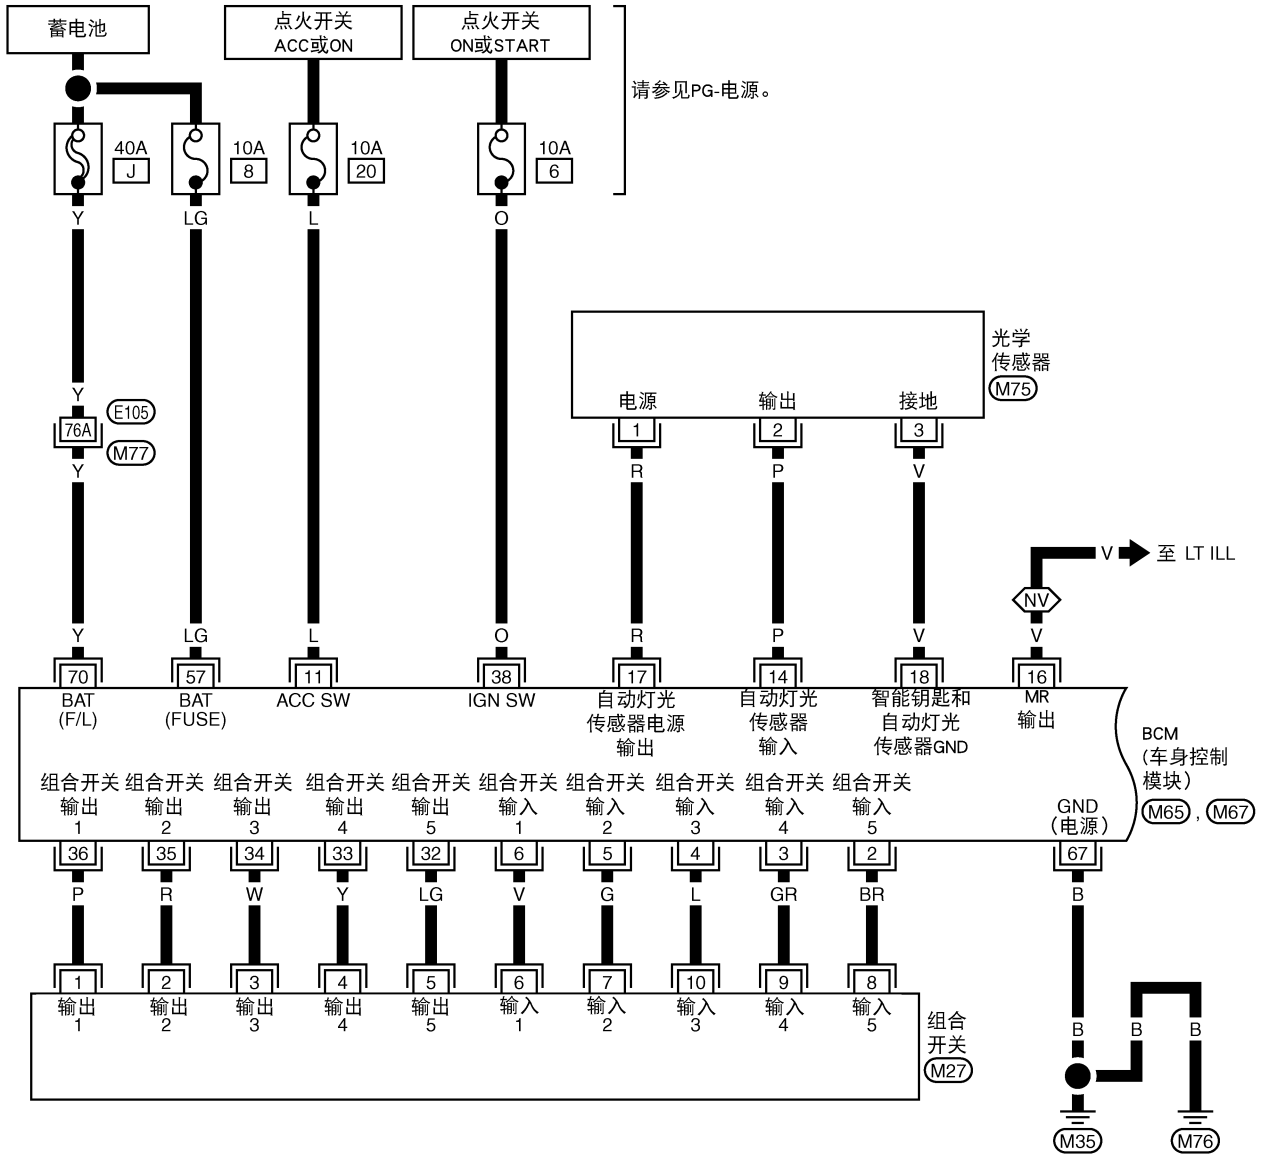 蓄电池
点火开关
ACC或ON
点火开关
ON或START
请参见PG-电源。
40A
J
10A
8
10A
20
10A
6
Y
LG
L
O
光学
传感器
M75
电源
输出
接地
Y
E105
76A
M77
1
2
3
Y
R
P
V
V
至 LT ILL
NV
Y
LG
L
O
R
P
V
V
70
57
11
38
17
14
18
16
BAT
(F/L)
BAT
(FUSE)
ACC SW
IGN SW
自动灯光
传感器电源
输出
自动灯光
传感器
输入
智能钥匙和
自动灯光
传感器GND
MR
输出
BCM
(车身控制
模块)
M65 , M67
组合开关
输出
1
组合开关
输出
2
组合开关
输出
3
组合开关
输出
4
组合开关
输出
5
组合开关
输入
1
组合开关
输入
2
组合开关
输入
3
组合开关
输入
4
组合开关
输入
5
GND
(电源)
36
35
34
33
32
6
5
4
3
2
67
P
R
W
Y
LG
V
G
L
GR
BR
B
1
2
3
4
5
6
7
10
9
8
输出
1
输出
2
输出
3
输出
4
输出
5
输入
1
输入
2
输入
3
输入
4
输入
5
组合
开关
M27
B
B
B
M35
M76